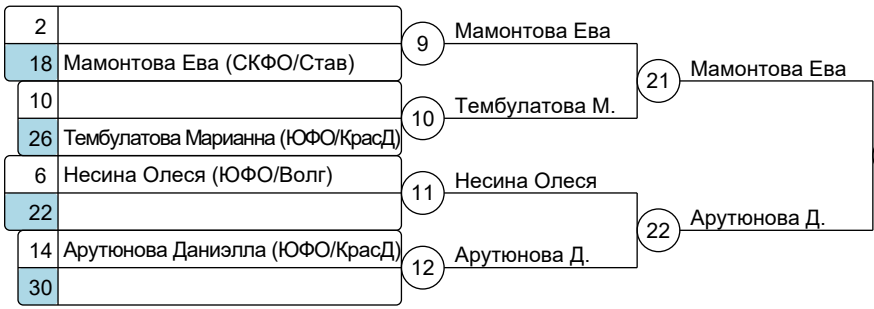 2
9 Мамонтова Ева
18 Мамонтова Ева (СКФО/Став)
21 Мамонтова Ева
10
10 Тембулатова М.
26 Тембулатова Марианна (ЮФО/КрасД)
6 Несина Олеся (ЮФО/Волг)
11 Несина Олеся
22
22 Арутюнова Д.
14 Арутюнова Даниэлла (ЮФО/КрасД)
12 Арутюнова Д.
30